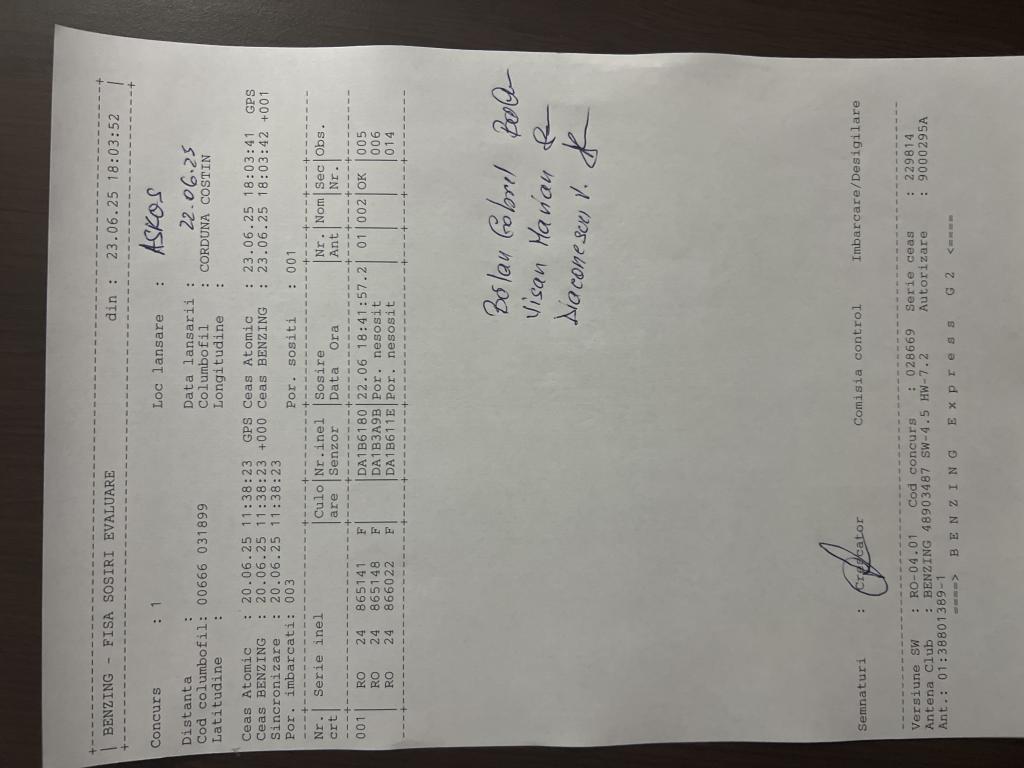 BENZING - FISA SOSIRI EVALUARE din : 23.06.25 18:03:52
Concurs : 1 Loc lansare : ASKOS
Distanta : Data lansarii : 22.06.25
Cod columbofil: 00666 031899 Columbofil : CORDUNA COSTIN
Latitudine : Longitudine :
Ceas Atomic : 20.06.25 11:38:23 GPS Ceas Atomic : 23.06.25 18:03:41 GPS
Ceas BENZING : 20.06.25 11:38:23 +000 Ceas BENZING : 23.06.25 18:03:42 +001
Sincronizare : 20.06.25 11:38:23
Por. imbarcati: 003 Por. sositi : 001
Nr.| Serie inel |Culo|Nr.inel |Sosire |Nr.|Nom|Sec|Obs.
crt| |are |Senzor |Data Ora |Ant| |Nr.|
001 | RO 24 865141 F | |DA1B6180|22.06 18:41:57.2| 01|002|OK |005
| RO 24 865148 F | |DA1B3A9B|Por. nesosit | | | |006
| RO 24 866022 F | |DA1B611E|Por. nesosit | | | |014
Bolan Gabriel
Visan Marian
Diaconescu V.
Semnaturi : Crescator Comisia control Imbarcare/Desigilare
Versiune SW : RO-04.01 Cod concurs : 028669 Serie ceas : 229814
Antena Club : BENZING 48903487 SW-4.5 HW-7.2 Autorizare : 9000295A
Ant.: 01:38801389-1
====> B E N Z I N G E x p r e s s G 2 <====